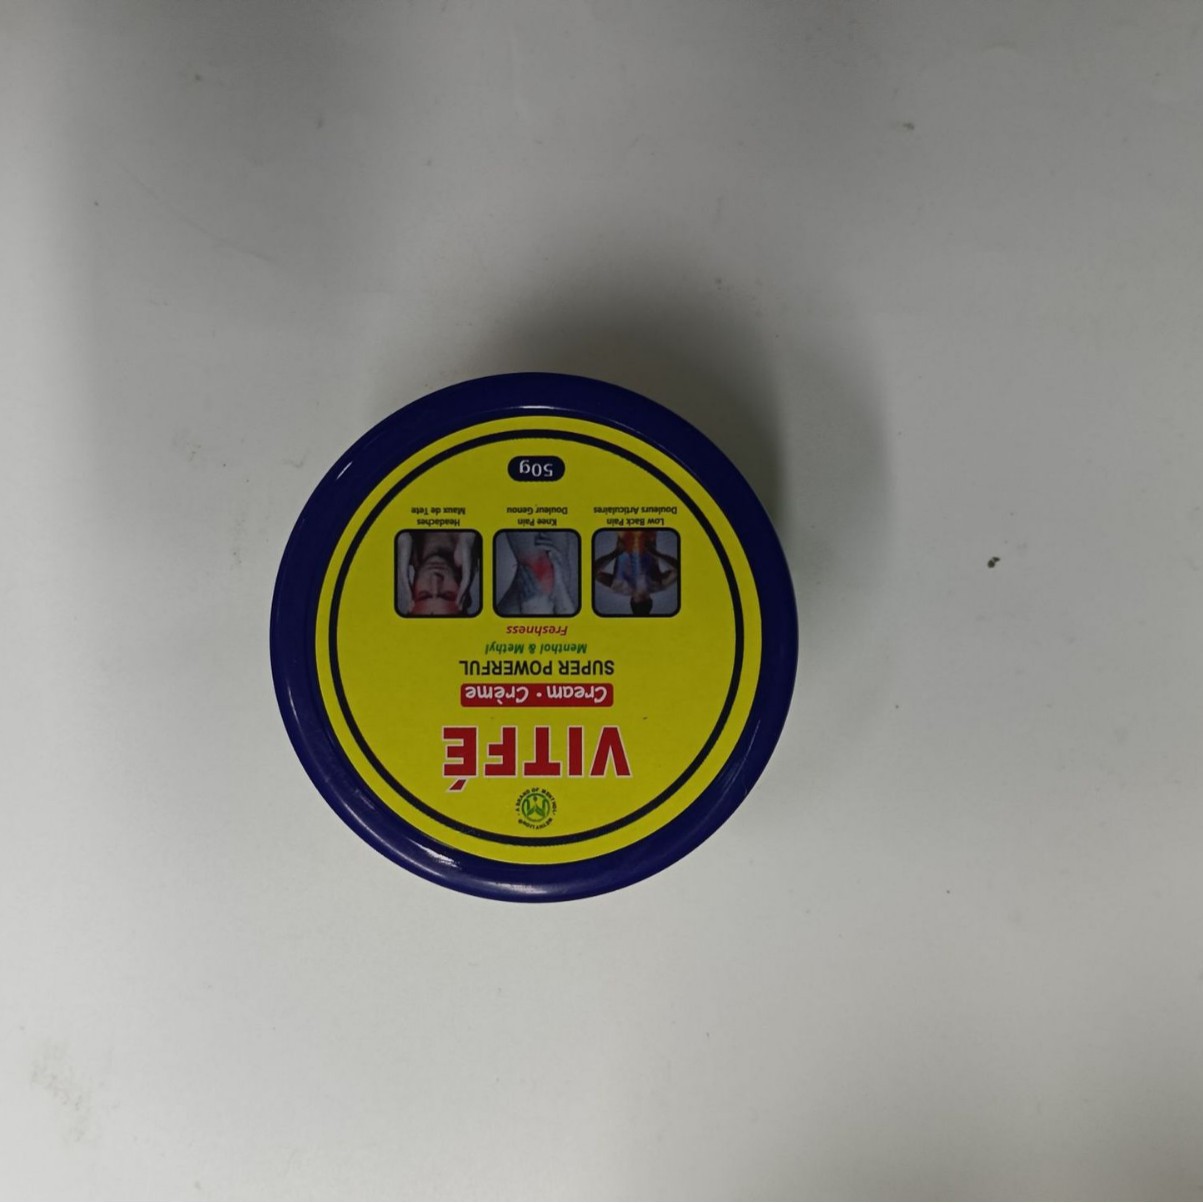 VITFÉ
Cream • Crème
SUPER POWERFUL
Menthol & Methyl
Freshness
Headaches
Maux de Tete
Knee Pain
Douleur Genou
Low Back Pain
Douleurs Articulaires
50g